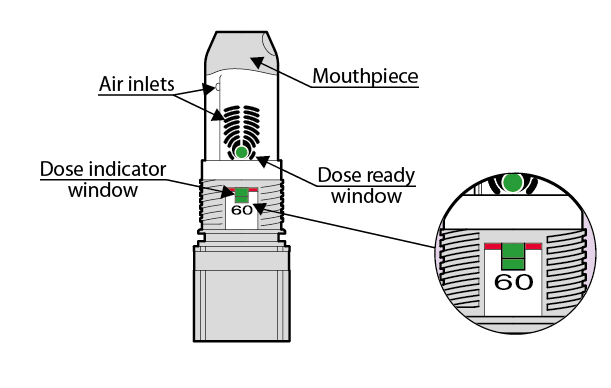 Mouthpiece
Air inlets
Dose indicator
window
Dose ready
window
60
60